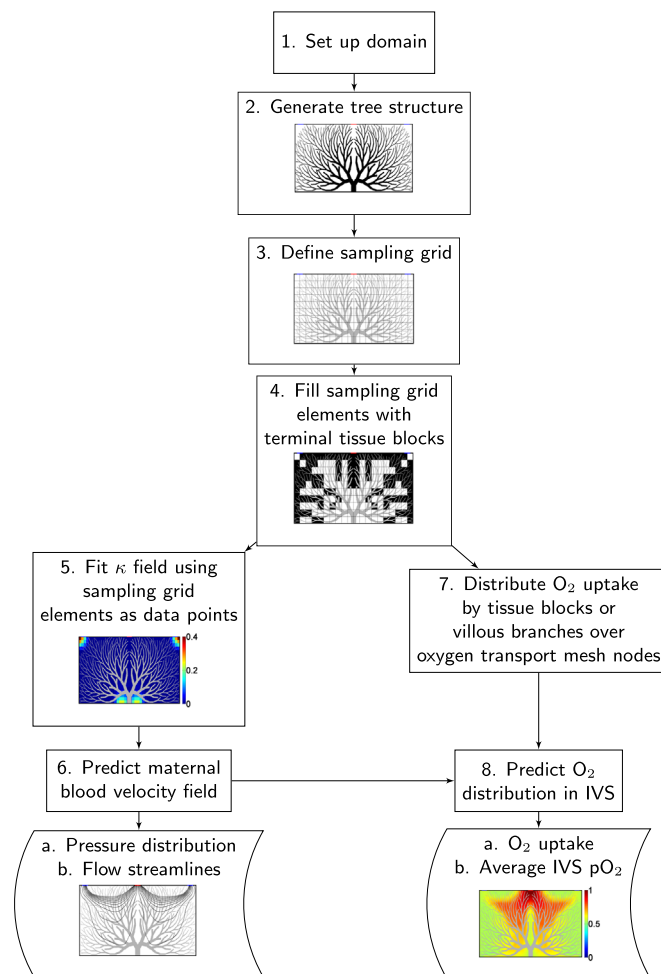 1. Set up domain
2. Generate tree structure
3. Define sampling grid
4. Fill sampling grid
elements with
terminal tissue blocks
5. Fit κ field using
sampling grid
elements as data points
0.4
0.2
0
7. Distribute O₂ uptake
by tissue blocks or
villous branches over
oxygen transport mesh nodes
6. Predict maternal
blood velocity field
8. Predict O₂
distribution in IVS
a. Pressure distribution
b. Flow streamlines
a. O₂ uptake
b. Average IVS pO₂
1
0.5
0